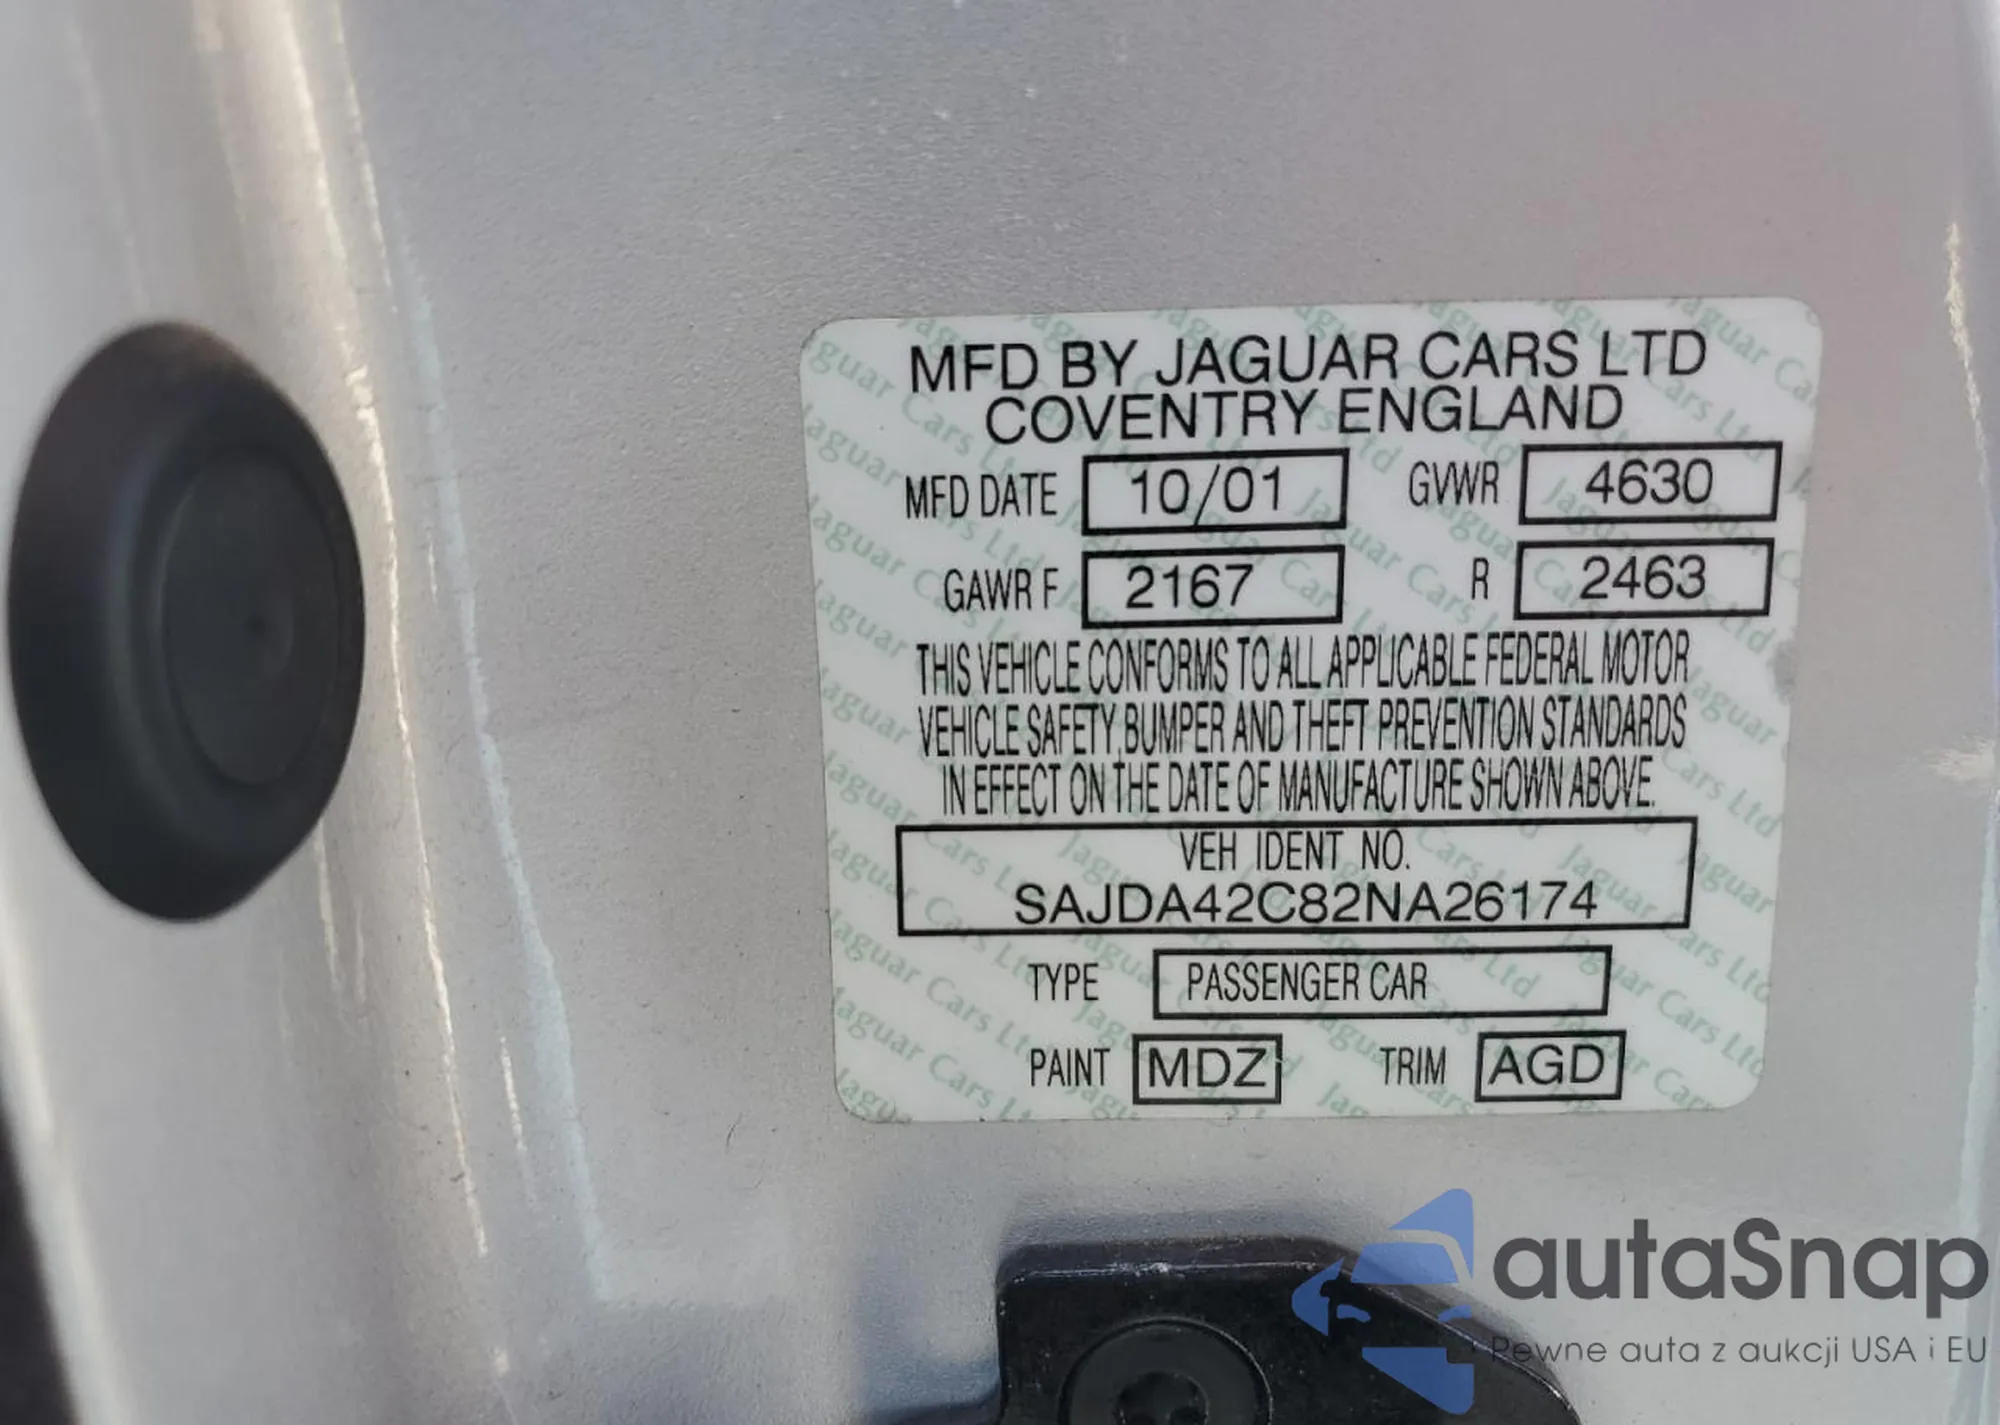 MFD BY JAGUAR CARS LTD
COVENTRY ENGLAND
MFD DATE 10/01 GVWR 4630
GAWR F 2167 R 2463
THIS VEHICLE CONFORMS TO ALL APPLICABLE FEDERAL MOTOR
VEHICLE SAFETY, BUMPER AND THEFT PREVENTION STANDARDS
IN EFFECT ON THE DATE OF MANUFACTURE SHOWN ABOVE.
VEH IDENT NO.
SAJDA42C82NA26174
TYPE PASSENGER CAR
PAINT MDZ TRIM AGD
autaSnap
Pewne auta z aukcji USA i EU